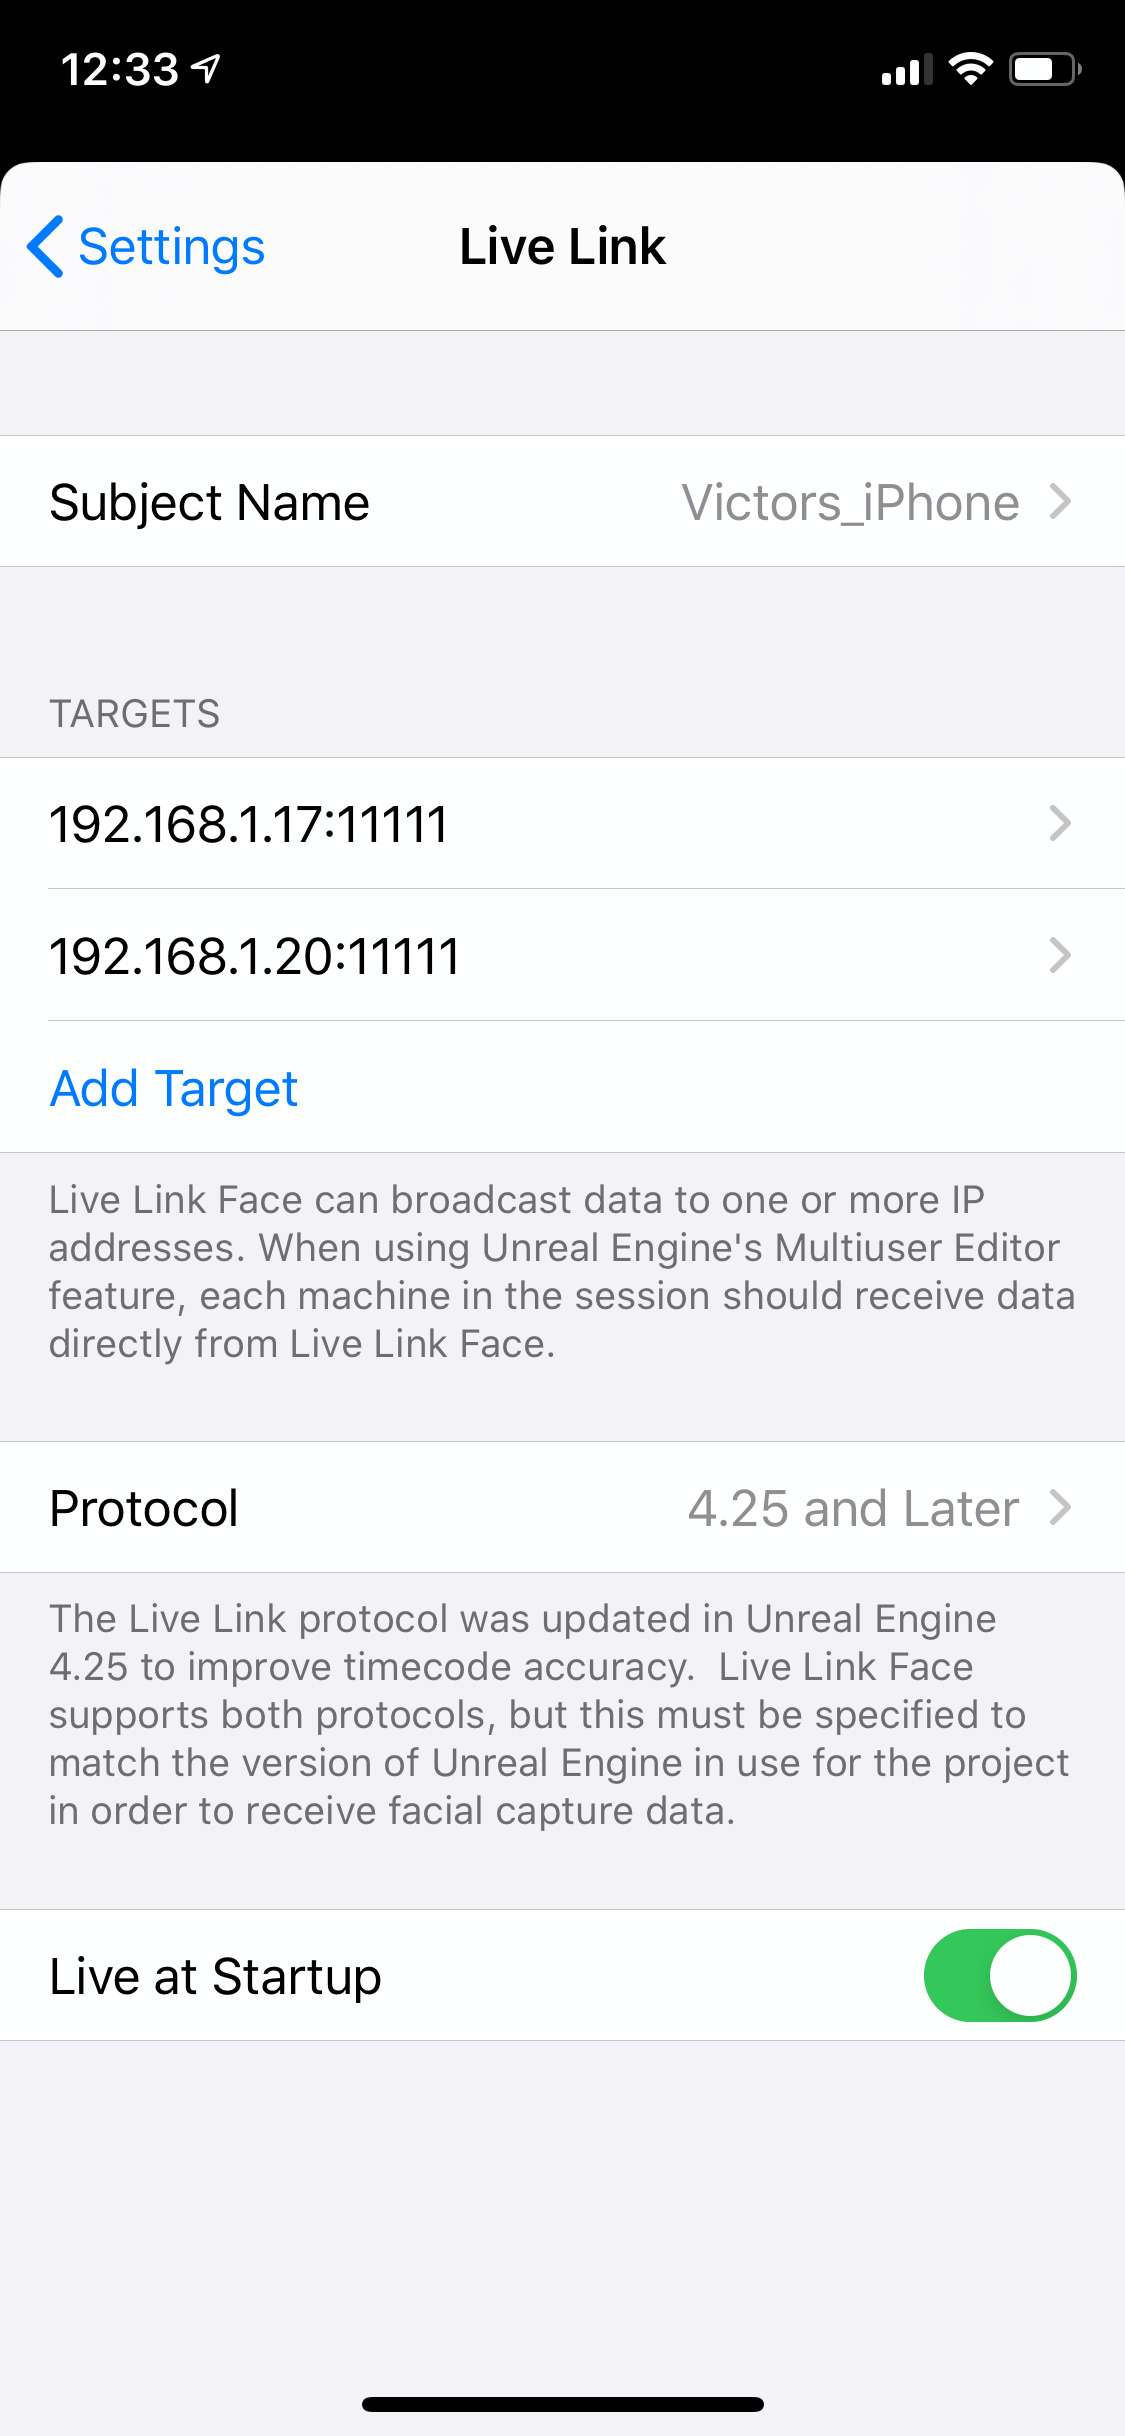 12:33
Settings
Live Link
Subject Name Victors_iPhone
TARGETS
192.168.1.17:11111
192.168.1.20:11111
Add Target
Live Link Face can broadcast data to one or more IP
addresses. When using Unreal Engine's Multiuser Editor
feature, each machine in the session should receive data
directly from Live Link Face.
Protocol 4.25 and Later
The Live Link protocol was updated in Unreal Engine
4.25 to improve timecode accuracy.  Live Link Face
supports both protocols, but this must be specified to
match the version of Unreal Engine in use for the project
in order to receive facial capture data.
Live at Startup